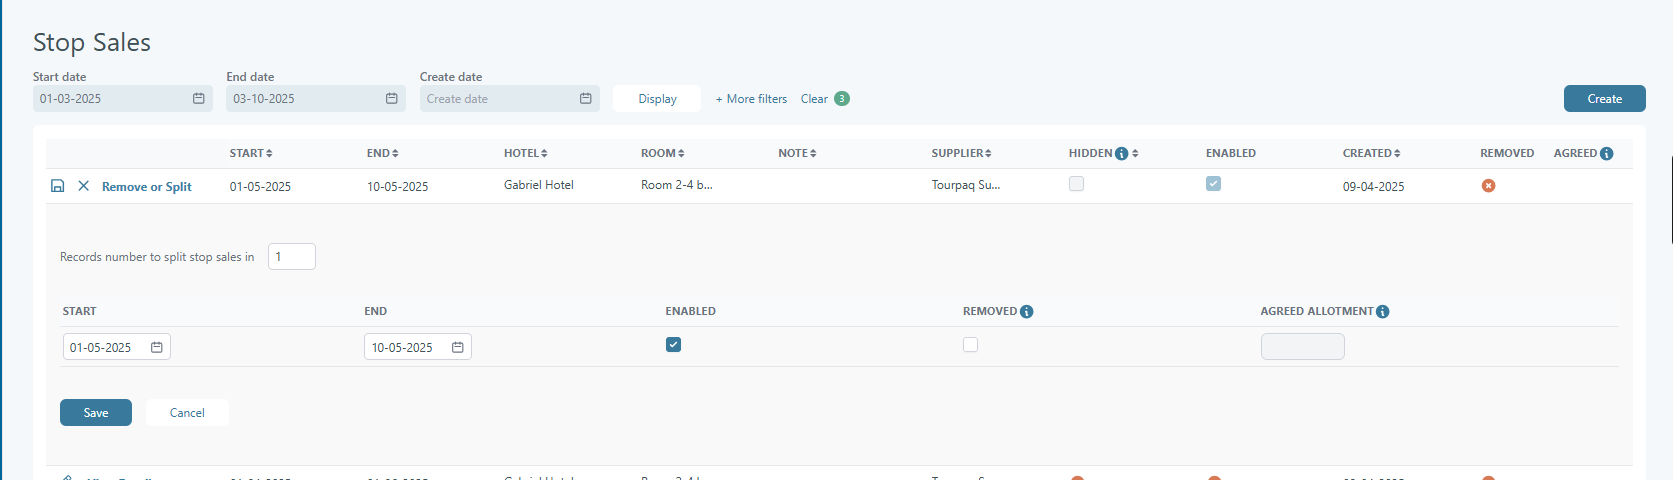 Stop Sales
Start date End date Create date
01-03-2025 03-10-2025 Create date Display + More filters Clear 3 Create
START END HOTEL ROOM NOTE SUPPLIER HIDDEN ENABLED CREATED REMOVED AGREED
Remove or Split 01-05-2025 10-05-2025 Gabriel Hotel Room 2-4 b... Tourpaq Su... 09-04-2025
Records number to split stop sales in 1
START END ENABLED REMOVED AGREED ALLOTMENT
01-05-2025 10-05-2025
Save Cancel